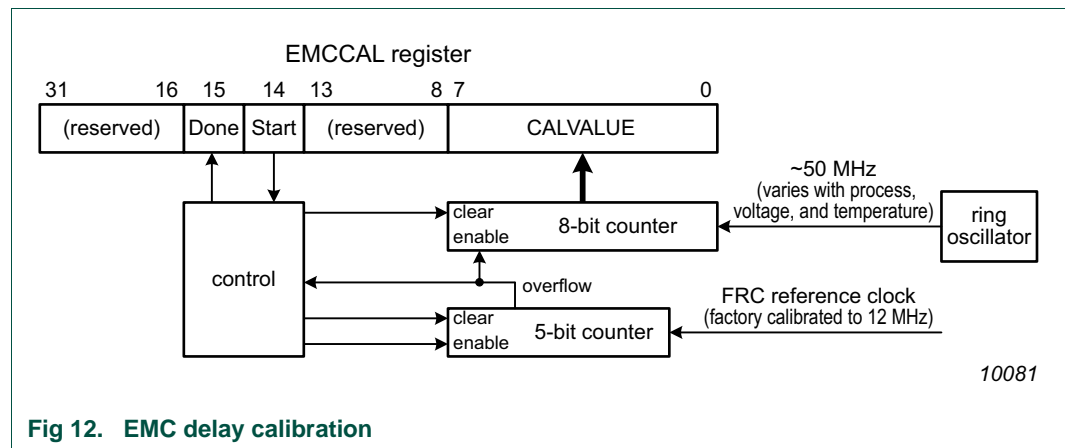 EMCCAL register
31 16 15 14 13 8 7 0
(reserved) Done Start (reserved) CALVALUE
~50 MHz
(varies with process,
voltage, and temperature)
ring
oscillator
clear
enable
8-bit counter
control
overflow
FRC reference clock
(factory calibrated to 12 MHz)
clear
enable
5-bit counter
10081
Fig 12. EMC delay calibration